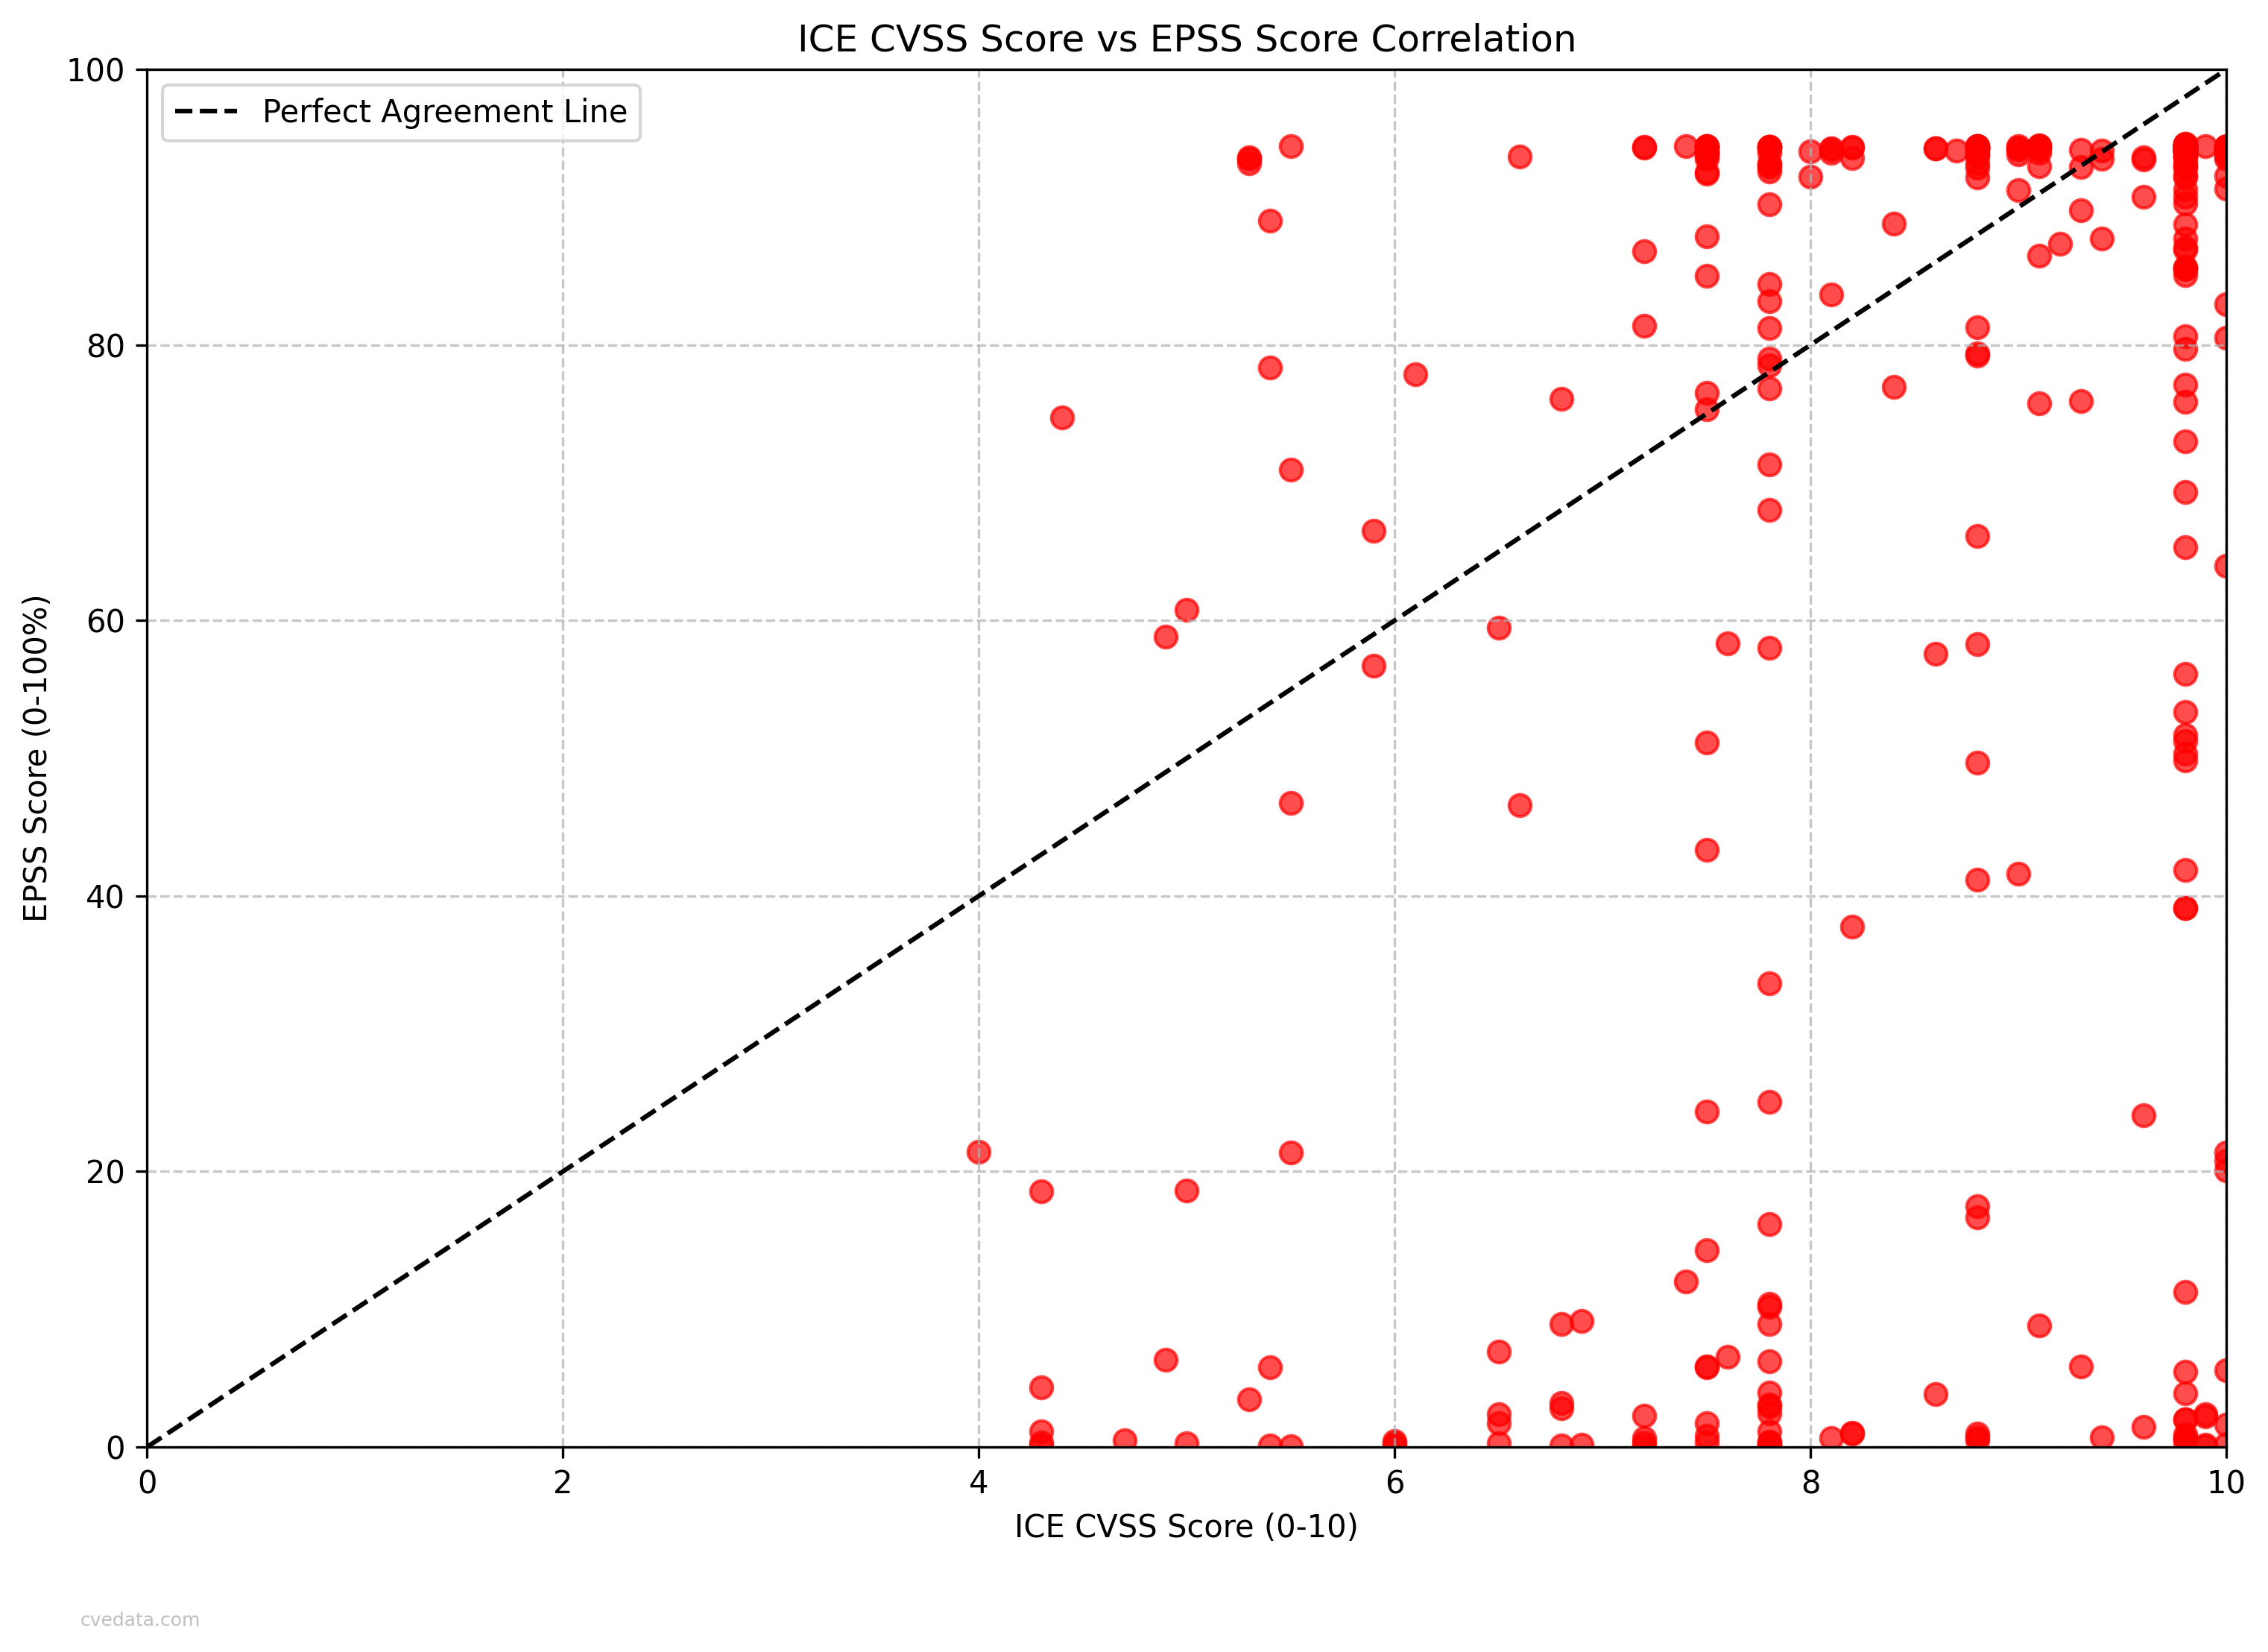 ICE CVSS Score vs EPSS Score Correlation
Perfect Agreement Line
EPSS Score (0-100%)
100
80
60
40
20
0
0 2 4 6 8 10
ICE CVSS Score (0-10)
cvedata.com